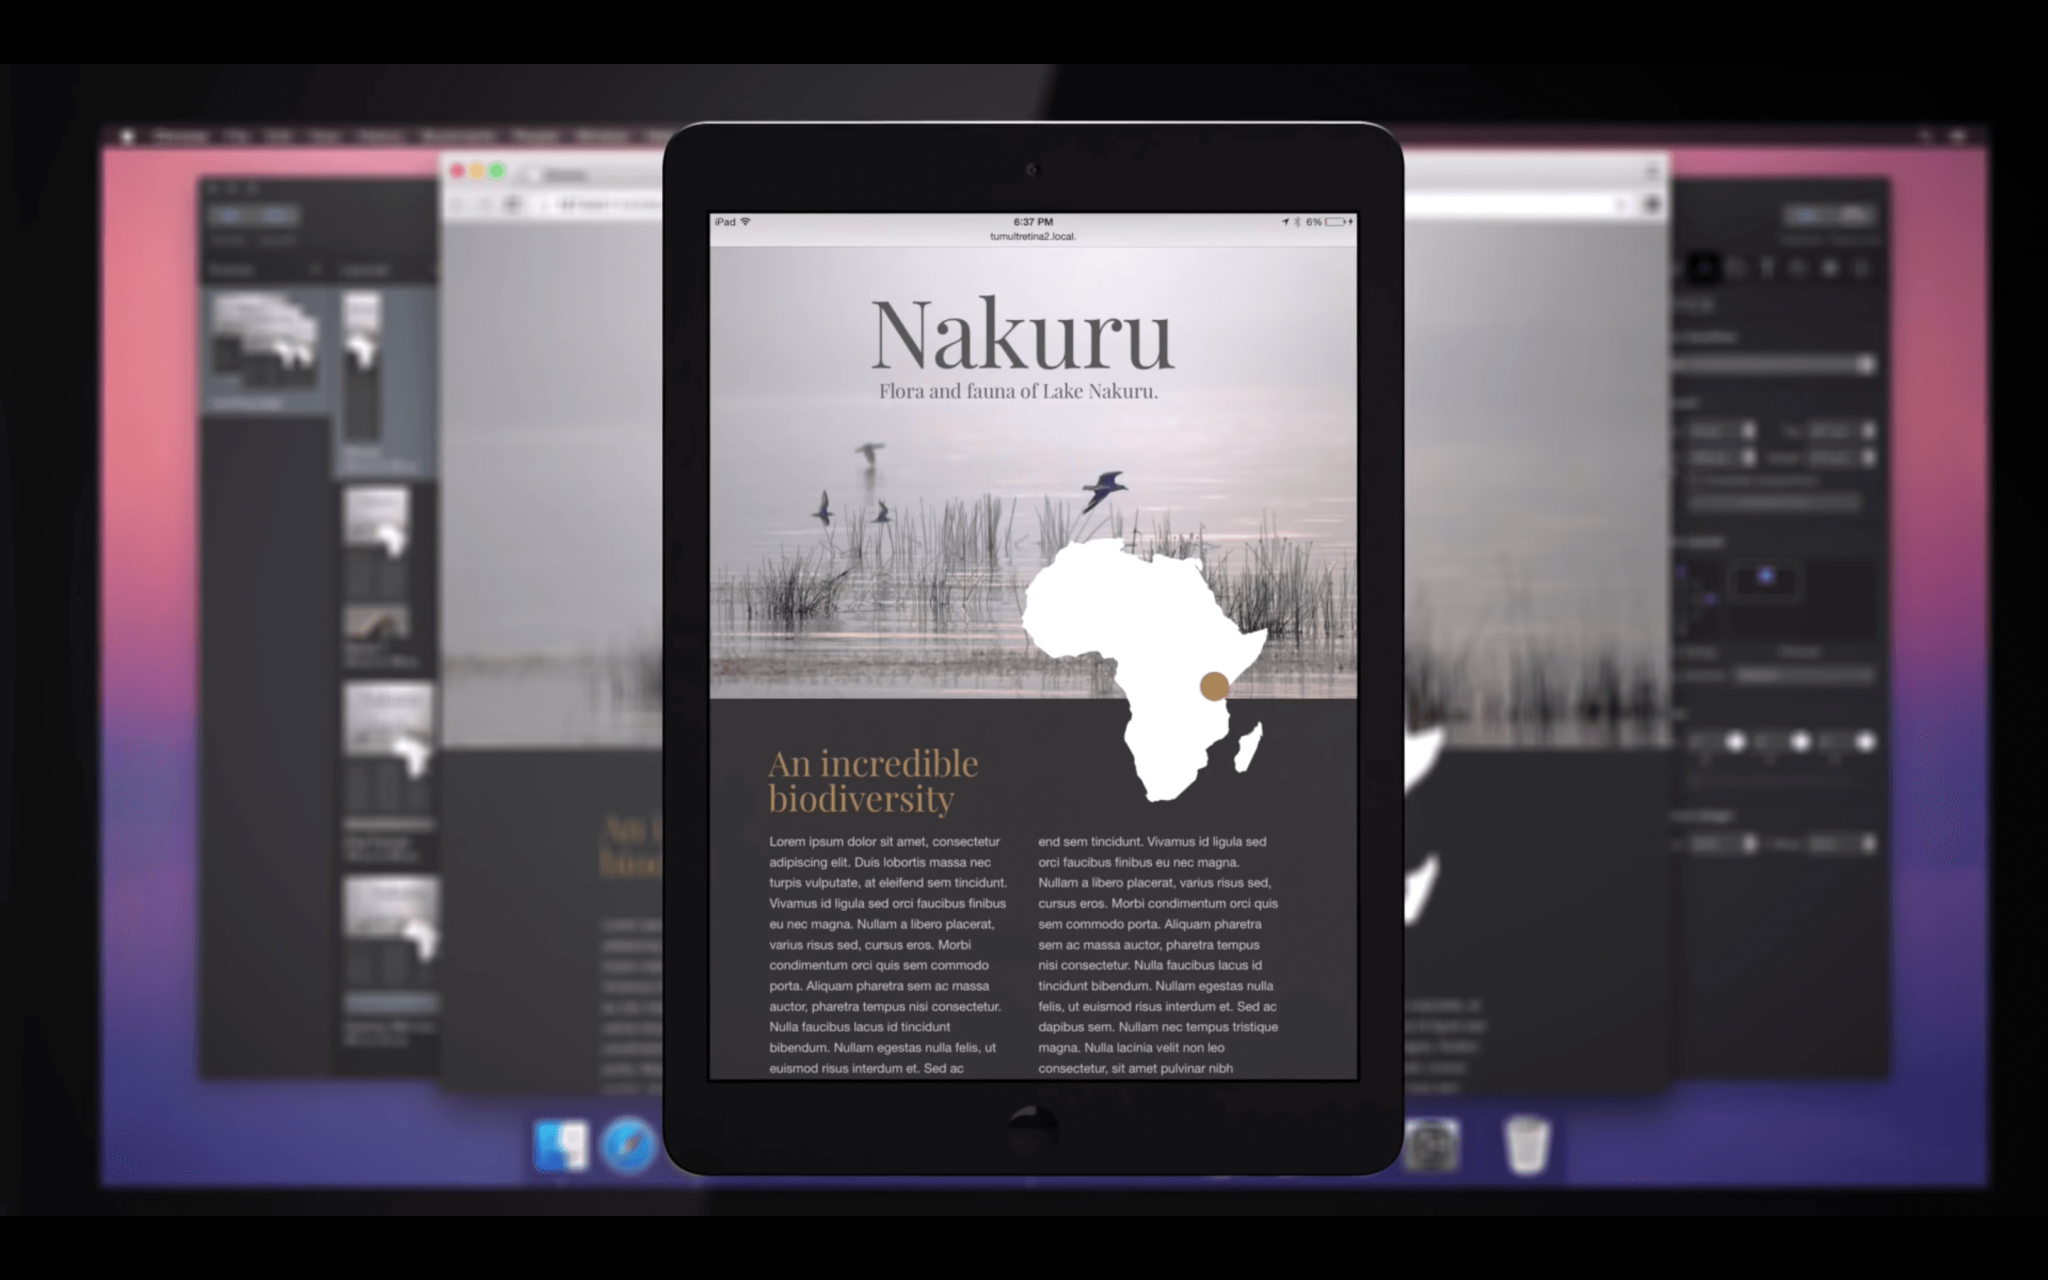 iPad
6:37 PM
6%
tumultretina2.local.
Nakuru
Flora and fauna of Lake Nakuru.
An incredible
biodiversity
Lorem ipsum dolor sit amet, consectetur
adipiscing elit. Duis lobortis massa nec
turpis vulputate, at eleifend sem tincidunt.
Vivamus id ligula sed orci faucibus finibus
eu nec magna. Nullam a libero placerat,
varius risus sed, cursus eros. Morbi
condimentum orci quis sem commodo
porta. Aliquam pharetra sem ac massa
auctor, pharetra tempus nisi consectetur.
Nulla faucibus lacus id tincidunt
bibendum. Nullam egestas nulla felis, ut
euismod risus interdum et. Sed ac
end sem tincidunt. Vivamus id ligula sed
orci faucibus finibus eu nec magna.
Nullam a libero placerat, varius risus sed,
cursus eros. Morbi condimentum orci quis
sem commodo porta. Aliquam pharetra
sem ac massa auctor, pharetra tempus
nisi consectetur. Nulla faucibus lacus id
tincidunt bibendum. Nullam egestas nulla
felis, ut euismod risus interdum et. Sed ac
dapibus sem. Nullam nec tempus tristique
magna. Nulla lacinia velit non leo
consectetur, sit amet pulvinar nibh